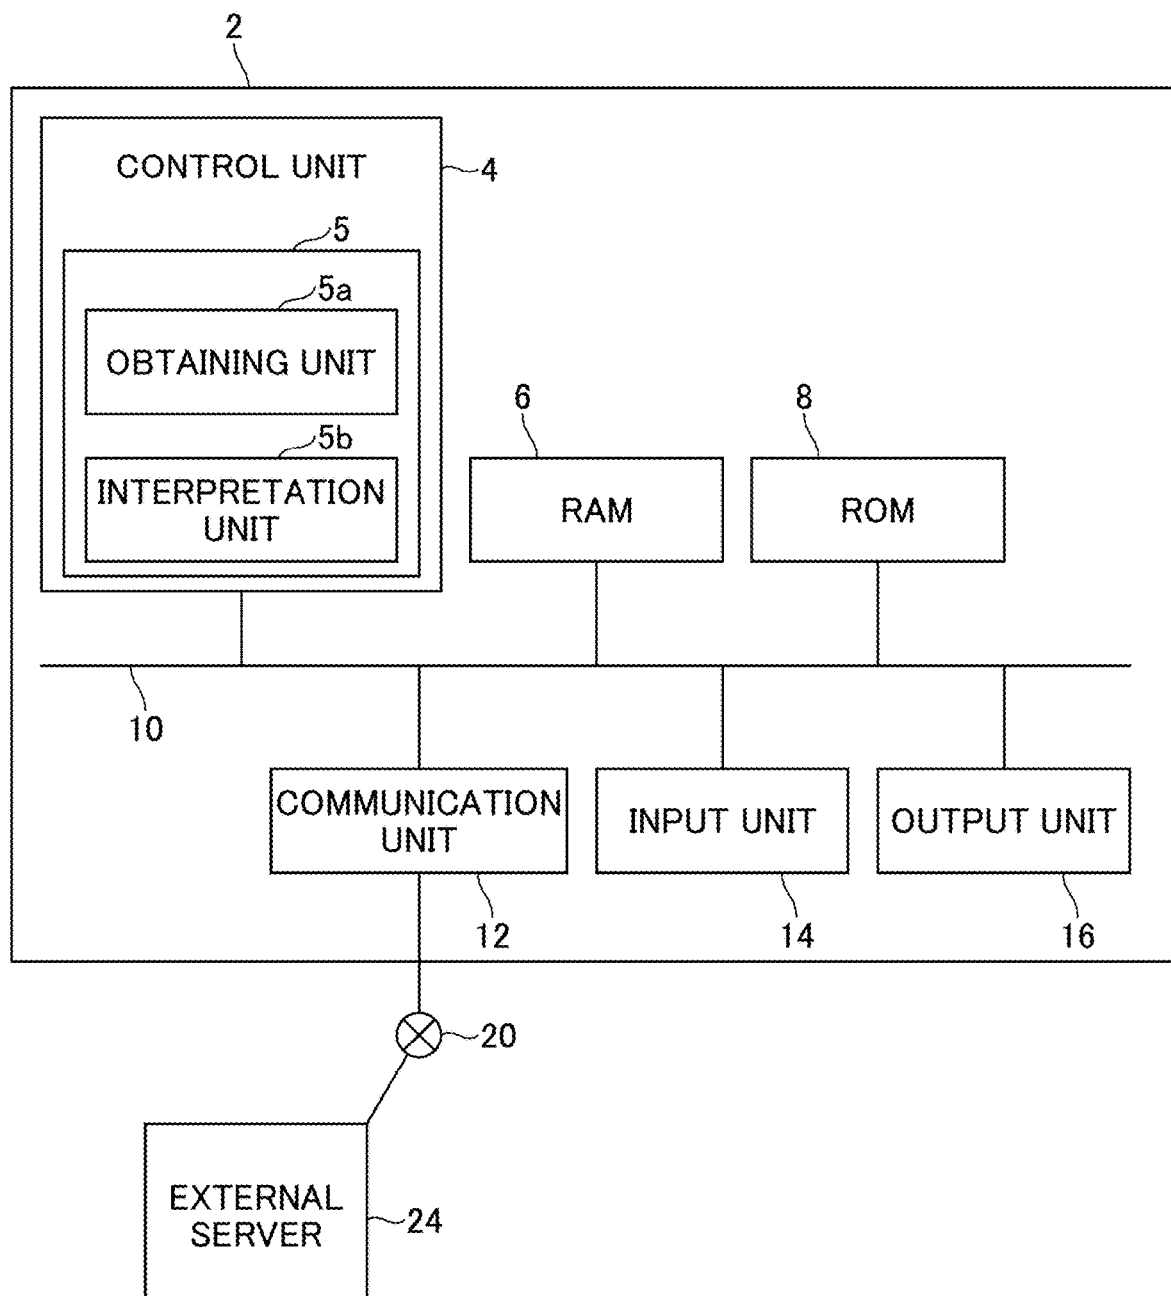 2
CONTROL UNIT
4
5
5a
OBTAINING UNIT
5b
INTERPRETATION
UNIT
6
RAM
8
ROM
10
COMMUNICATION
UNIT
12
INPUT UNIT
14
OUTPUT UNIT
16
20
EXTERNAL
SERVER
24